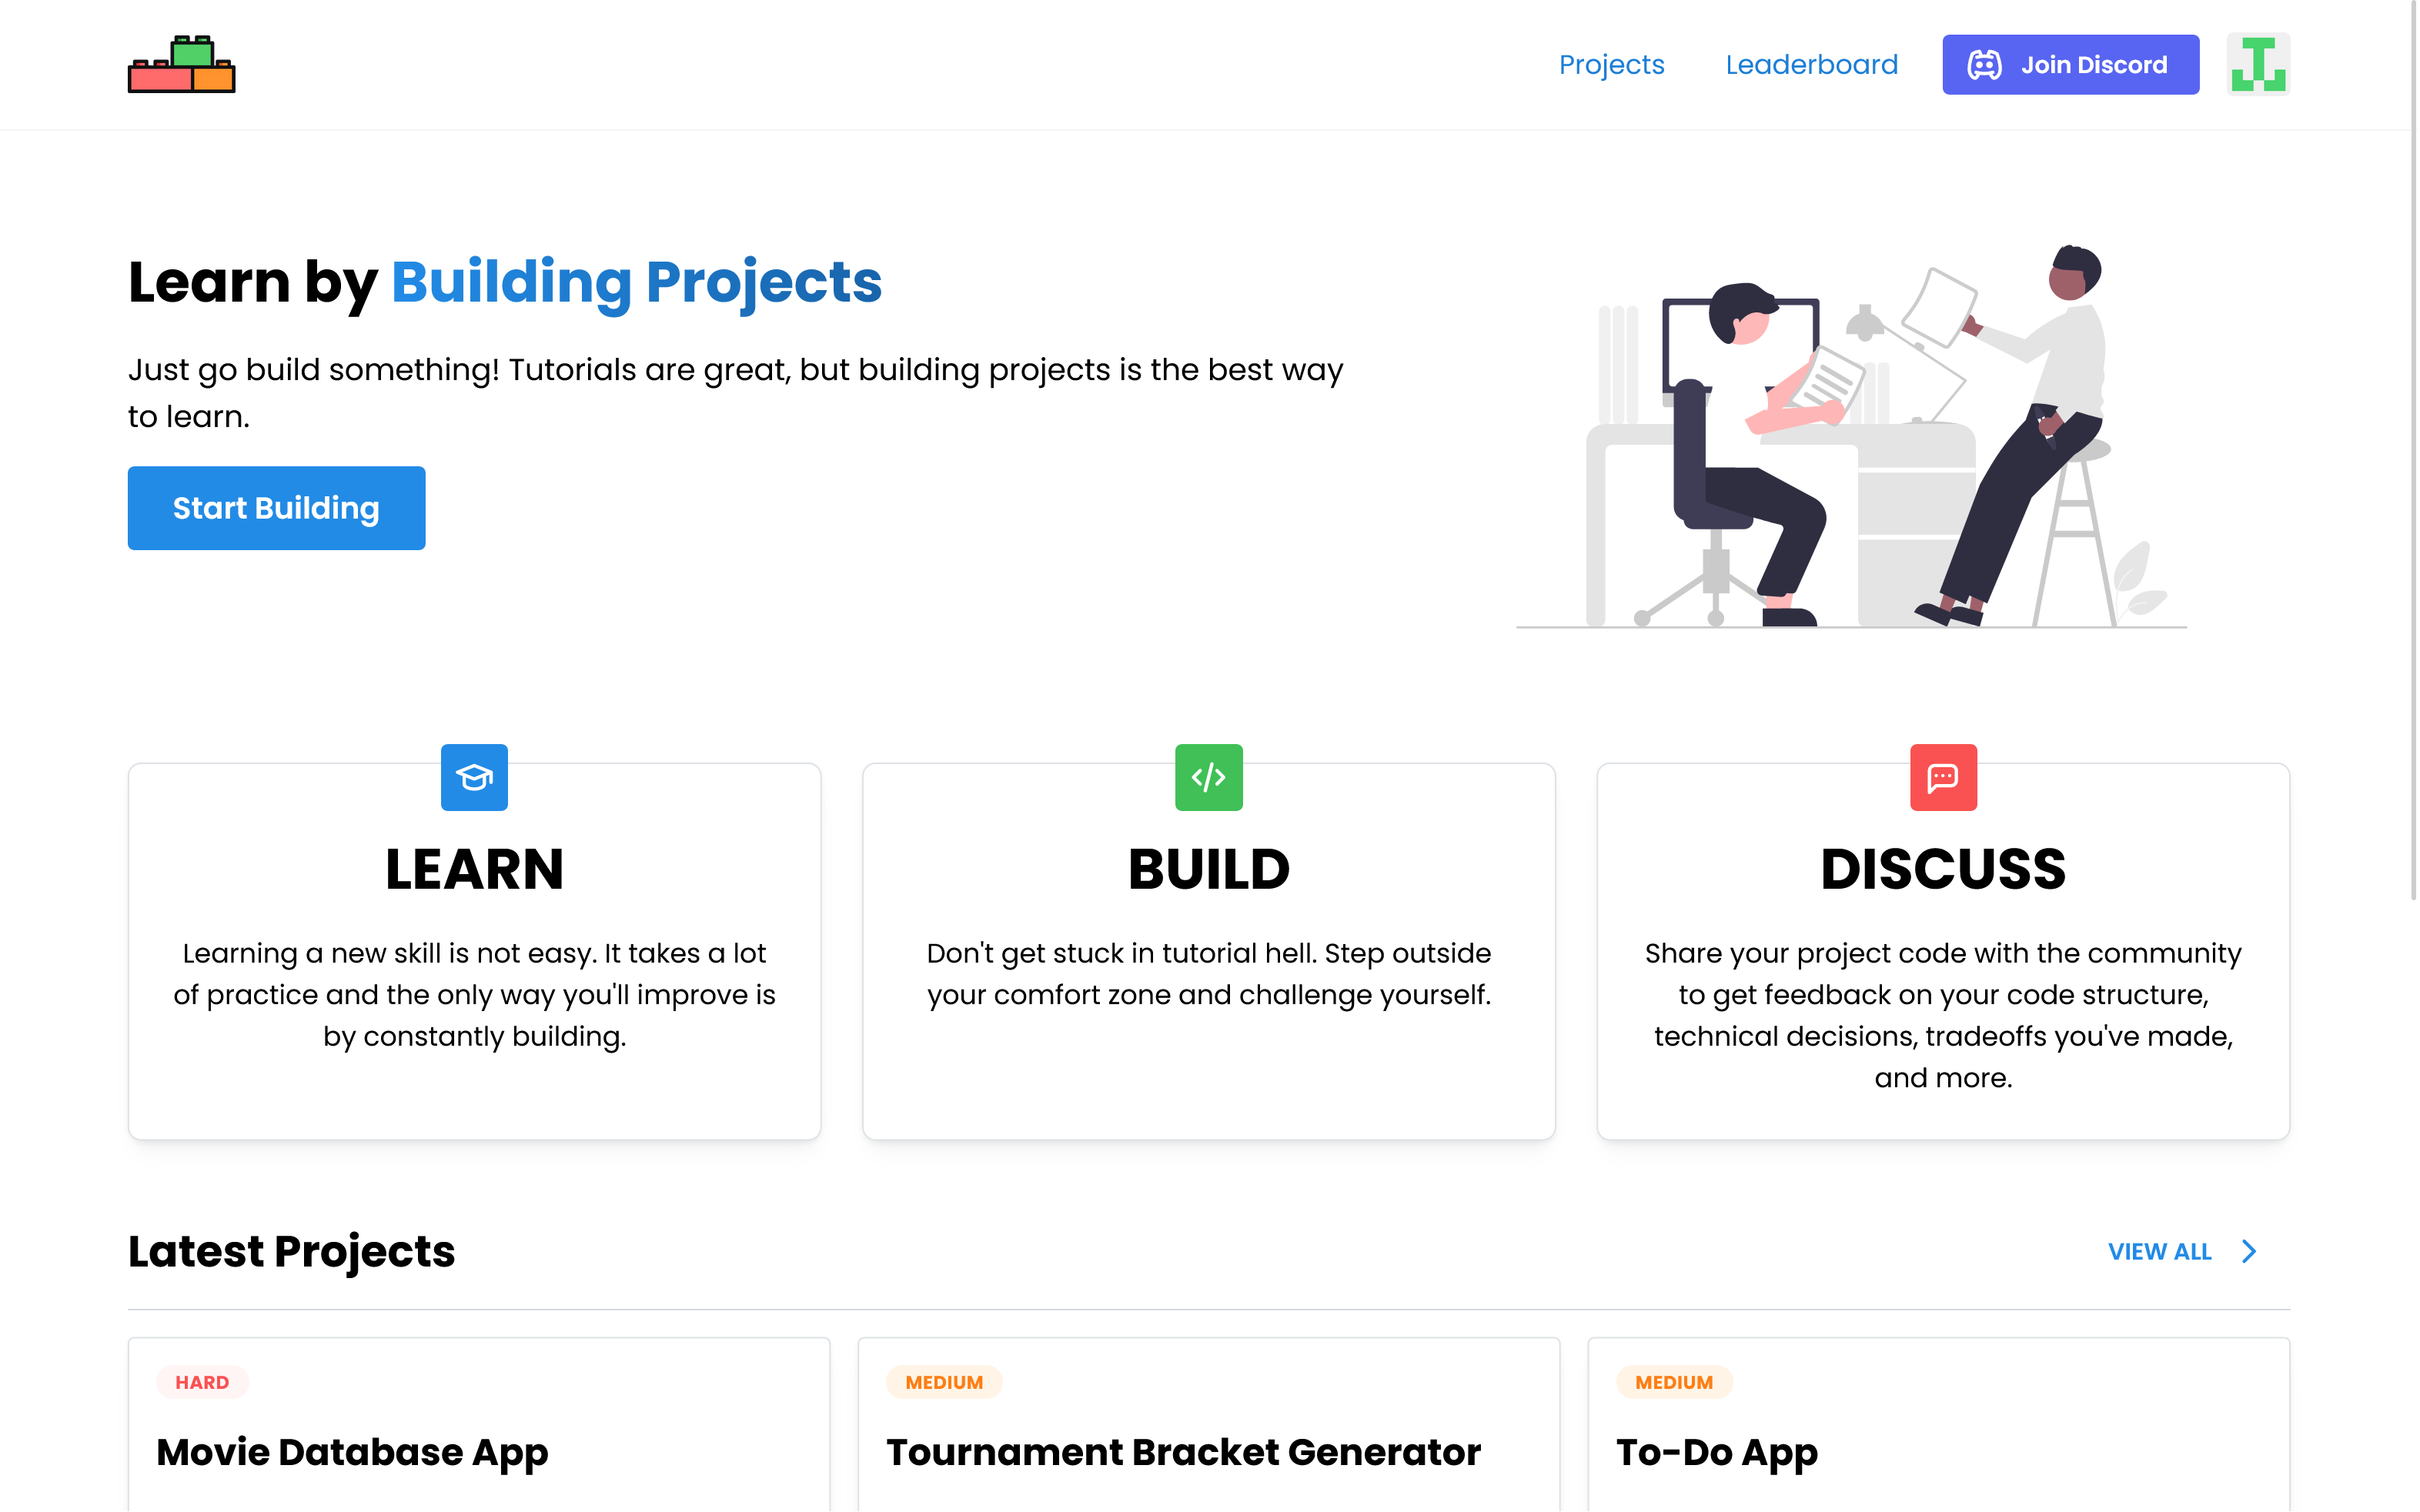 Projects
Leaderboard
Join Discord
Learn by Building Projects
Just go build something! Tutorials are great, but building projects is the best way
to learn.
Start Building
LEARN
Learning a new skill is not easy. It takes a lot
of practice and the only way you'll improve is
by constantly building.
BUILD
Don't get stuck in tutorial hell. Step outside
your comfort zone and challenge yourself.
DISCUSS
Share your project code with the community
to get feedback on your code structure,
technical decisions, tradeoffs you've made,
and more.
Latest Projects
VIEW ALL
HARD
Movie Database App
MEDIUM
Tournament Bracket Generator
MEDIUM
To-Do App